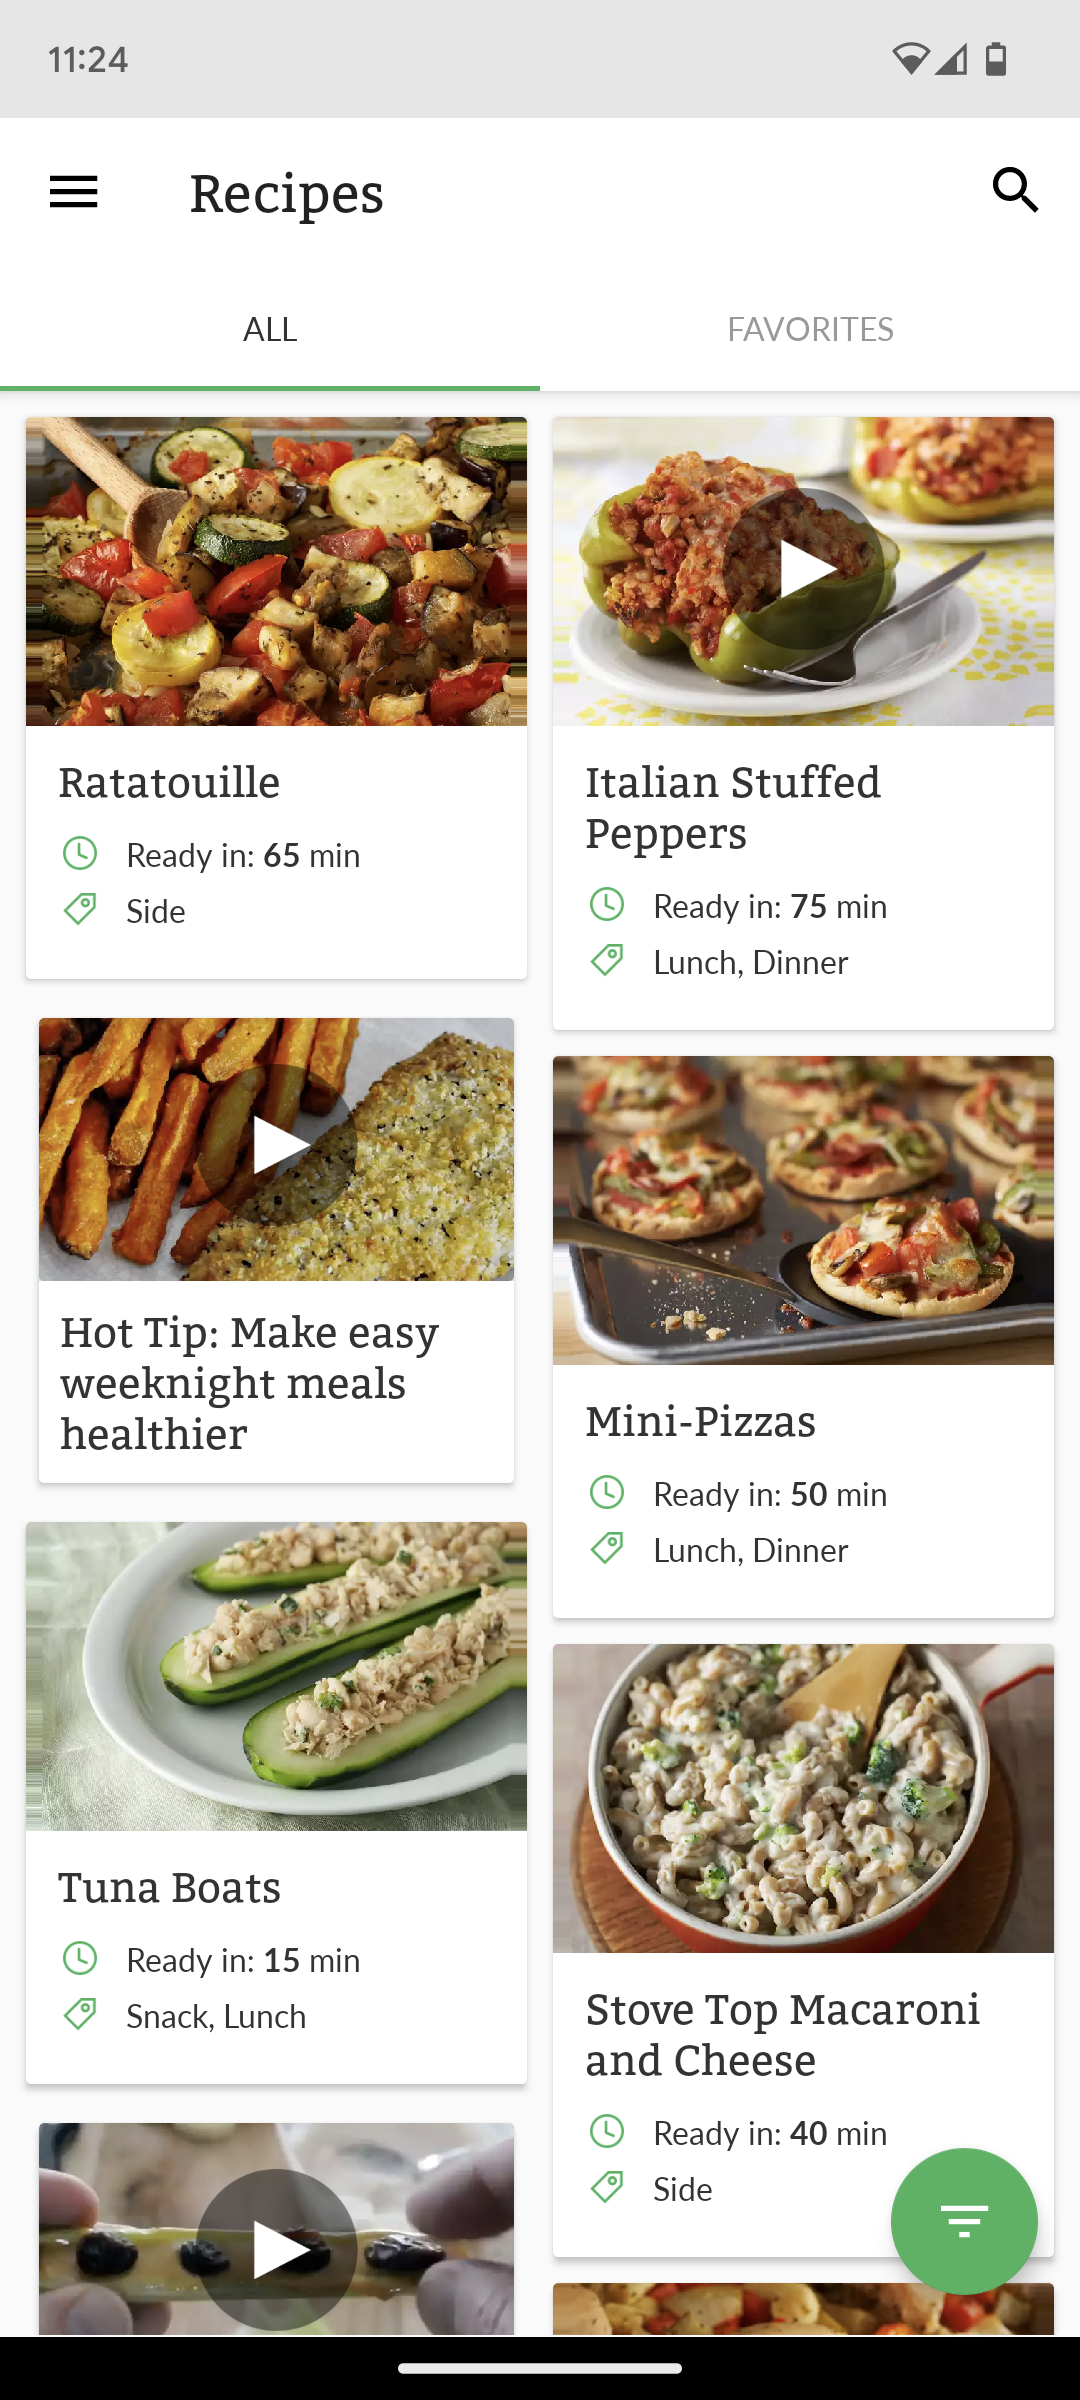 11:24
Recipes
ALL
FAVORITES
Ratatouille
Ready in: 65 min
Side
Italian Stuffed
Peppers
Ready in: 75 min
Lunch, Dinner
Hot Tip: Make easy
weeknight meals
healthier
Mini-Pizzas
Ready in: 50 min
Lunch, Dinner
Tuna Boats
Ready in: 15 min
Snack, Lunch
Stove Top Macaroni
and Cheese
Ready in: 40 min
Side